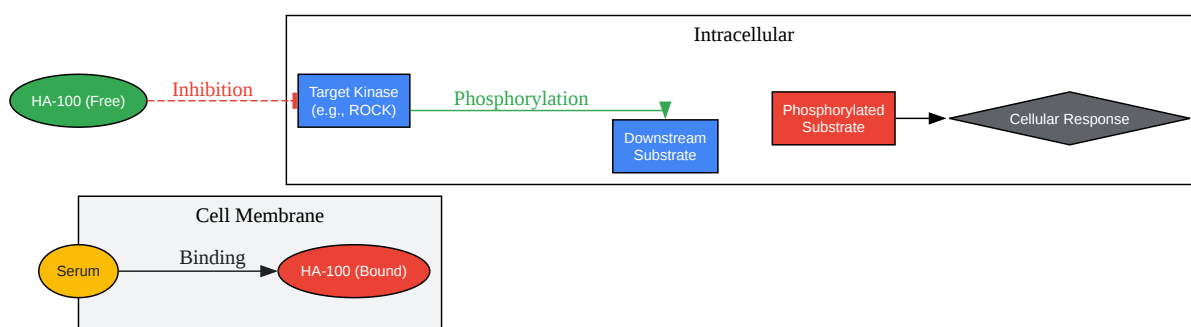 Intracellular
HA-100 (Free)
Inhibition
Target Kinase
(e.g., ROCK)
Phosphorylation
Downstream
Substrate
Phosphorylated
Substrate
Cellular Response
Cell Membrane
Serum
Binding
HA-100 (Bound)